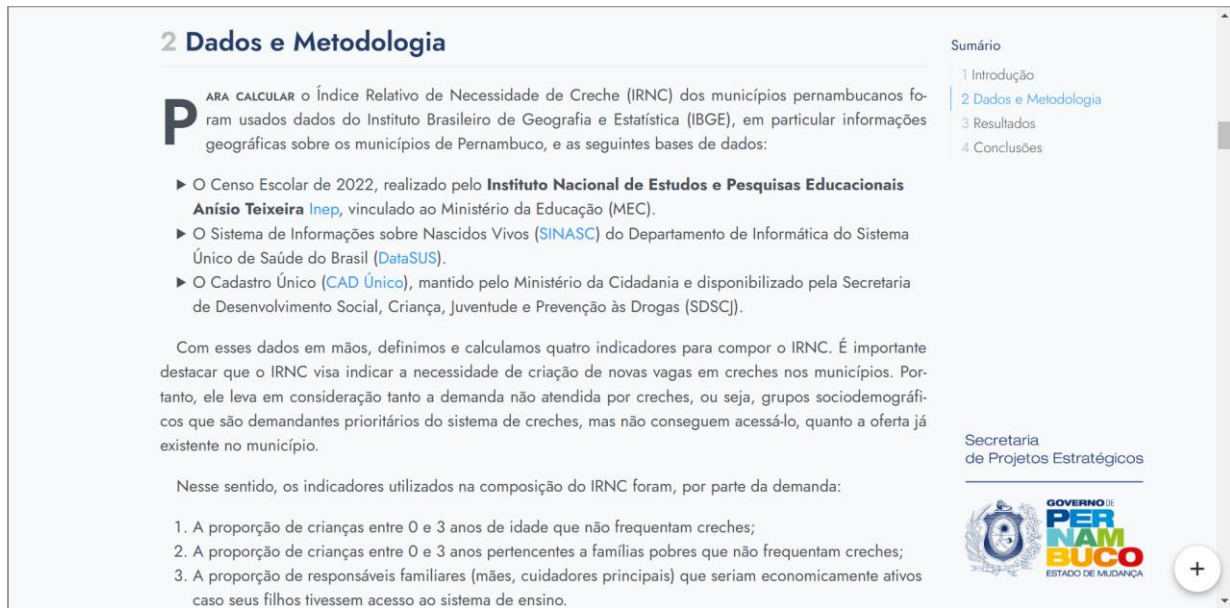 2 Dados e Metodologia
PARA CALCULAR o Índice Relativo de Necessidade de Creche (IRNC) dos municípios pernambucanos fo-
ram usados dados do Instituto Brasileiro de Geografia e Estatística (IBGE), em particular informações
geográficas sobre os municípios de Pernambuco, e as seguintes bases de dados:
▶ O Censo Escolar de 2022, realizado pelo Instituto Nacional de Estudos e Pesquisas Educacionais
Anísio Teixeira Inep, vinculado ao Ministério da Educação (MEC).
▶ O Sistema de Informações sobre Nascidos Vivos (SINASC) do Departamento de Informática do Sistema
Único de Saúde do Brasil (DataSUS).
▶ O Cadastro Único (CAD Único), mantido pelo Ministério da Cidadania e disponibilizado pela Secretaria
de Desenvolvimento Social, Criança, Juventude e Prevenção às Drogas (SDSCJ).
Com esses dados em mãos, definimos e calculamos quatro indicadores para compor o IRNC. É importante
destacar que o IRNC visa indicar a necessidade de criação de novas vagas em creches nos municípios. Por-
tanto, ele leva em consideração tanto a demanda não atendida por creches, ou seja, grupos sociodemográfi-
cos que são demandantes prioritários do sistema de creches, mas não conseguem acessá-lo, quanto a oferta já
existente no município.
Nesse sentido, os indicadores utilizados na composição do IRNC foram, por parte da demanda:
1. A proporção de crianças entre 0 e 3 anos de idade que não frequentam creches;
2. A proporção de crianças entre 0 e 3 anos pertencentes a famílias pobres que não frequentam creches;
3. A proporção de responsáveis familiares (mães, cuidadores principais) que seriam economicamente ativos
caso seus filhos tivessem acesso ao sistema de ensino.
Sumário
1 Introdução
2 Dados e Metodologia
3 Resultados
4 Conclusões
Secretaria
de Projetos Estratégicos
GOVERNO DE
PER
NAM
BUCO
ESTADO DE MUDANÇA
+